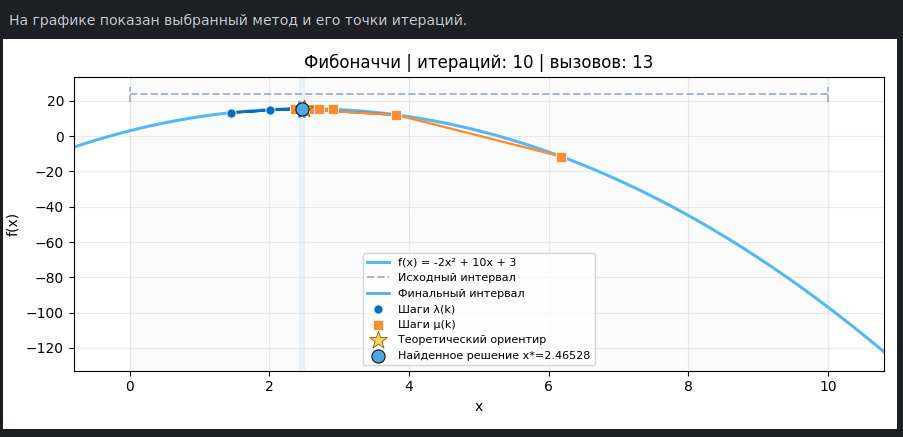 На графике показан выбранный метод и его точки итераций.
Фибоначчи | итераций: 10 | вызовов: 13
20
0
−20
−40
−60
−80
−100
−120
f(x)
f(x) = -2x² + 10x + 3
Исходный интервал
Финальный интервал
Шаги λ(k)
Шаги μ(k)
Теоретический ориентир
Найденное решение x*=2.46528
0 2 4 6 8 10
x